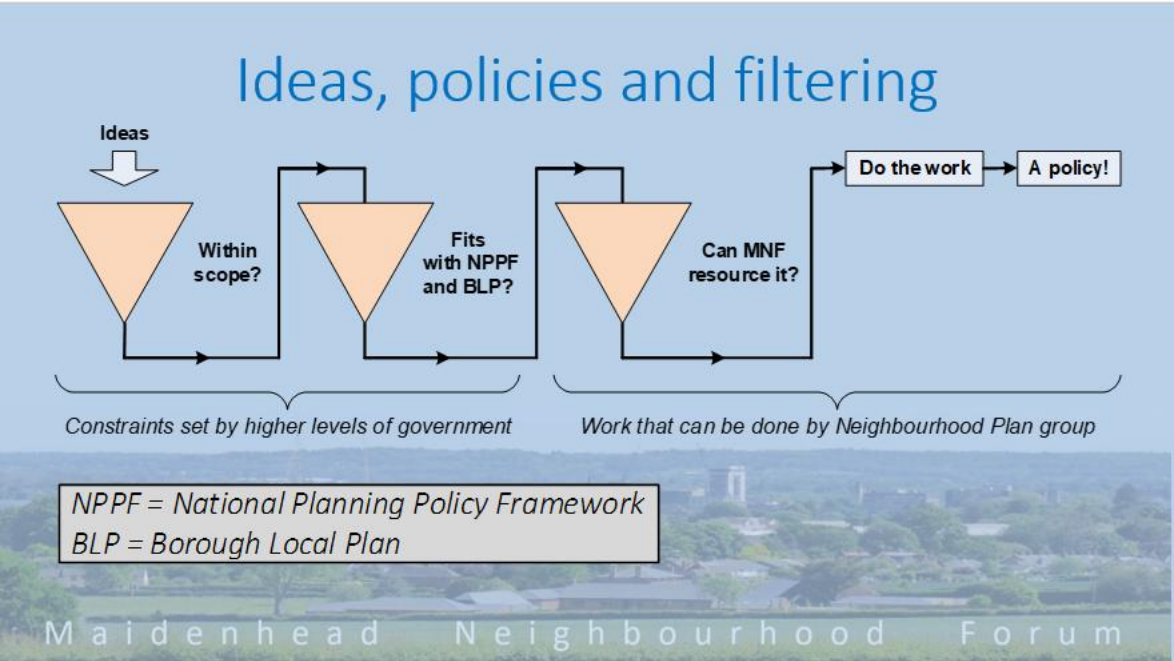 Ideas, policies and filtering
Ideas
Within
scope?
Fits
with NPPF
and BLP?
Can MNF
resource it?
Do the work
A policy!
Constraints set by higher levels of government
Work that can be done by Neighbourhood Plan group
NPPF = National Planning Policy Framework
BLP = Borough Local Plan
Maidenhead Neighbourhood Forum